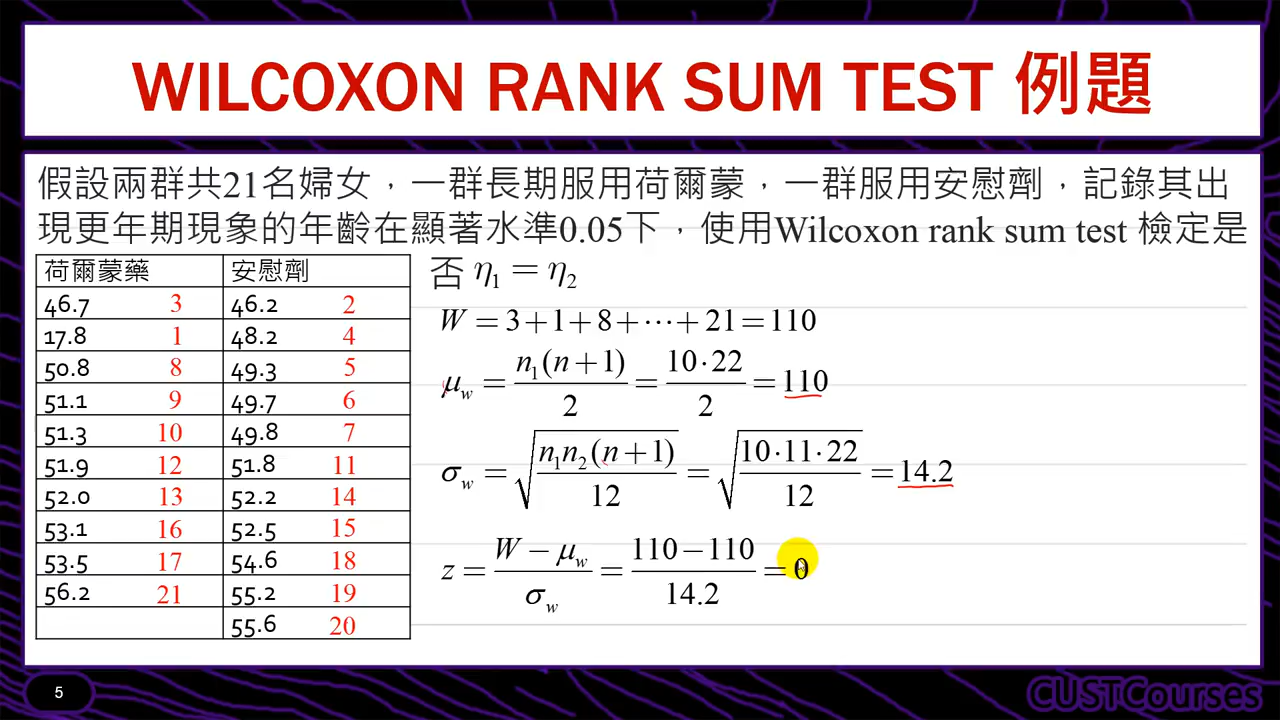 WILCOXON RANK SUM TEST 例題
假設兩群共21名婦女，一群長期服用荷爾蒙，一群服用安慰劑，記錄其出
現更年期現象的年齡在顯著水準0.05下，使用Wilcoxon rank sum test 檢定是
否 η₁ = η₂
荷爾蒙藥 安慰劑
46.7 3 46.2 2
17.8 1 48.2 4
50.8 8 49.3 5
51.1 9 49.7 6
51.3 10 49.8 7
51.9 12 51.8 11
52.0 13 52.2 14
53.1 16 52.5 15
53.5 17 54.6 18
56.2 21 55.2 19
55.6 20
W = 3+1+8+⋯+21 = 110
μ_w = n₁(n+1)/2 = 10·22/2 = 110
σ_w = √(n₁n₂(n+1)/12) = √(10·11·22/12) = 14.2
z = (W − μ_w)/σ_w = (110−110)/14.2 = 0
5
CUSTCourses